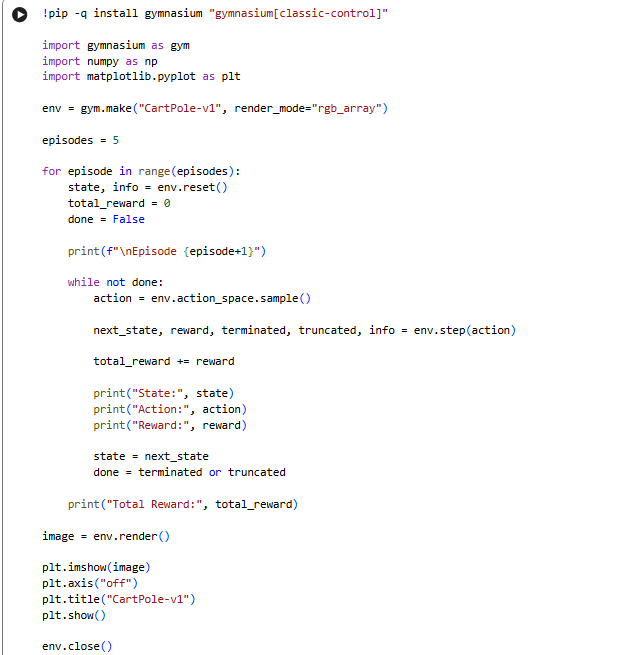 !pip -q install gymnasium "gymnasium[classic-control]"
import gymnasium as gym
import numpy as np
import matplotlib.pyplot as plt
env = gym.make("CartPole-v1", render_mode="rgb_array")
episodes = 5
for episode in range(episodes):
    state, info = env.reset()
    total_reward = 0
    done = False
    print(f"\nEpisode {episode+1}")
    while not done:
        action = env.action_space.sample()
        next_state, reward, terminated, truncated, info = env.step(action)
        total_reward += reward
        print("State:", state)
        print("Action:", action)
        print("Reward:", reward)
        state = next_state
        done = terminated or truncated
    print("Total Reward:", total_reward)
image = env.render()
plt.imshow(image)
plt.axis("off")
plt.title("CartPole-v1")
plt.show()
env.close()